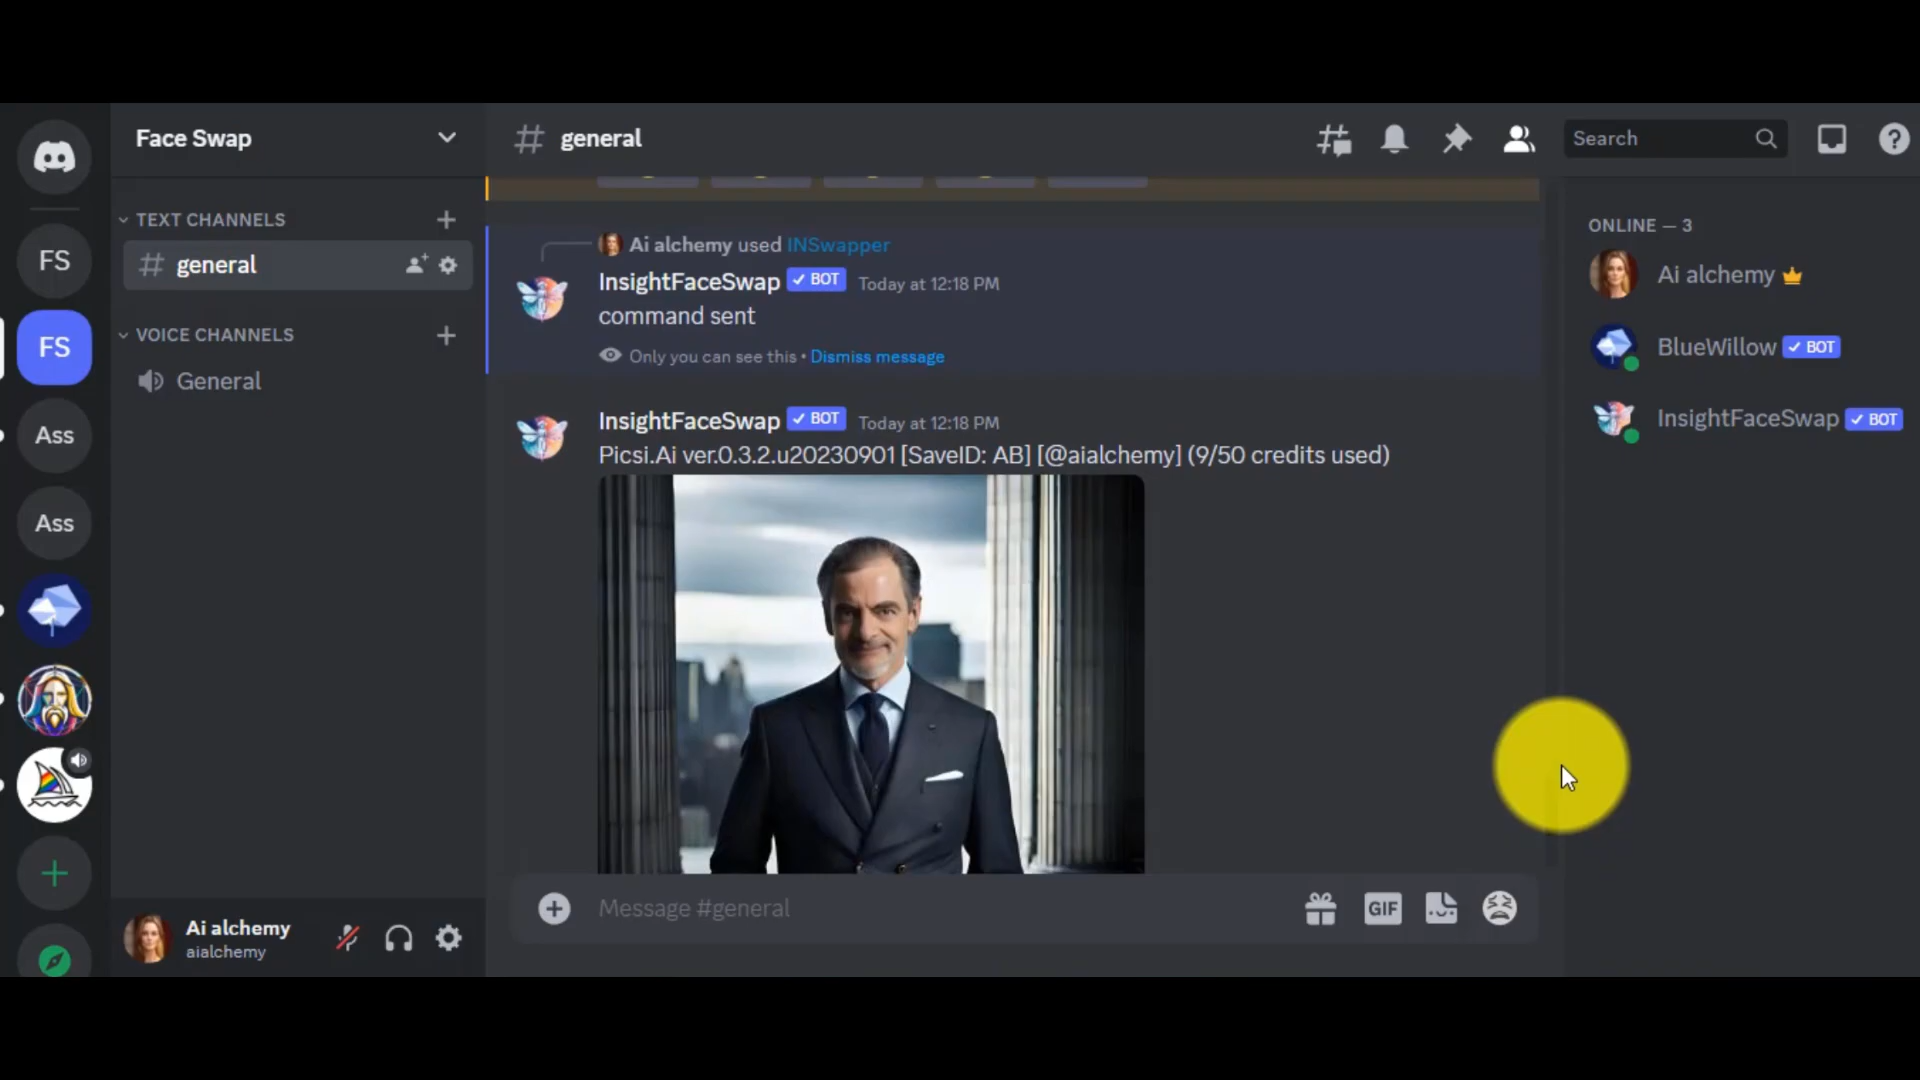 Face Swap
general
Search
FS
TEXT CHANNELS
general
FS
VOICE CHANNELS
General
Ass
Ass
Ai alchemy
aialchemy
Ai alchemy used INSwapper
InsightFaceSwap BOT Today at 12:18 PM
command sent
Only you can see this • Dismiss message
InsightFaceSwap BOT Today at 12:18 PM
Picsi.Ai ver.0.3.2.u20230901 [SaveID: AB] [@aialchemy] (9/50 credits used)
Message #general
GIF
ONLINE — 3
Ai alchemy
BlueWillow BOT
InsightFaceSwap BOT